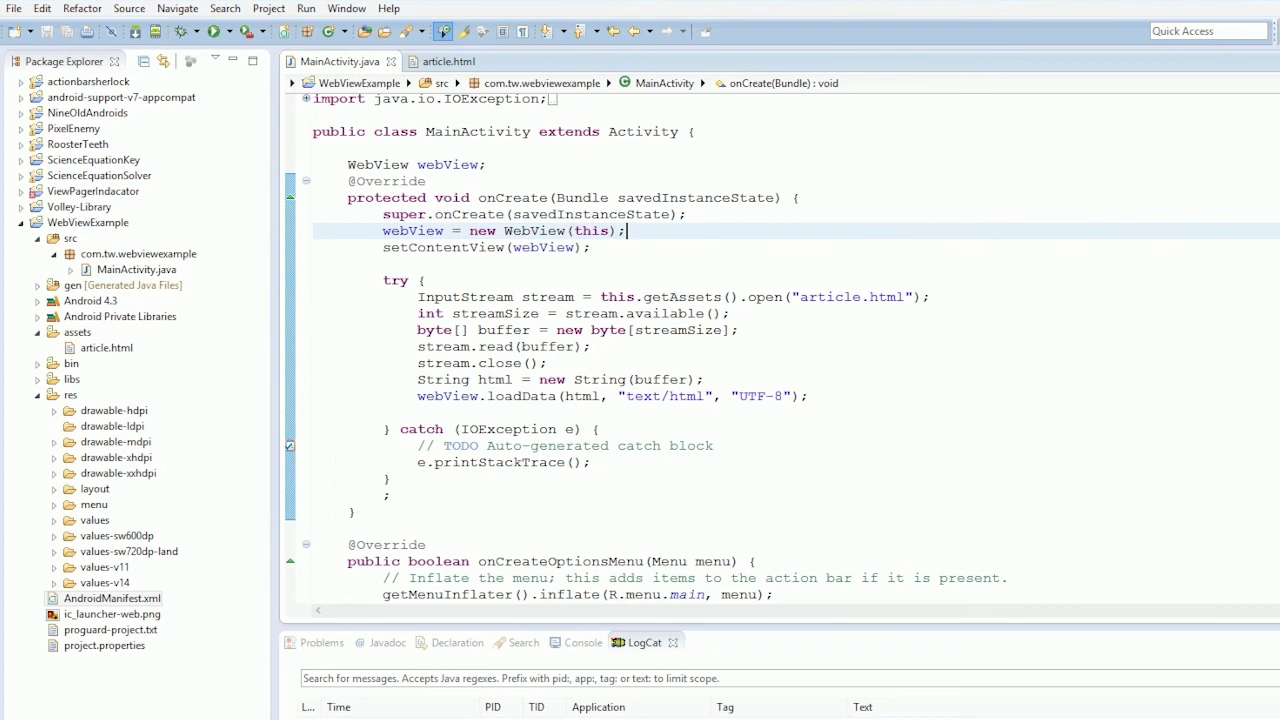 File Edit Refactor Source Navigate Search Project Run Window Help
Quick Access
Package Explorer
actionbarsherlock
android-support-v7-appcompat
NineOldAndroids
PixelEnemy
RoosterTeeth
ScienceEquationKey
ScienceEquationSolver
ViewPagerIndacator
Volley-Library
WebViewExample
src
com.tw.webviewexample
MainActivity.java
gen [Generated Java Files]
Android 4.3
Android Private Libraries
assets
article.html
bin
libs
res
drawable-hdpi
drawable-ldpi
drawable-mdpi
drawable-xhdpi
drawable-xxhdpi
layout
menu
values
values-sw600dp
values-sw720dp-land
values-v11
values-v14
AndroidManifest.xml
ic_launcher-web.png
proguard-project.txt
project.properties
MainActivity.java article.html
WebViewExample src com.tw.webviewexample MainActivity onCreate(Bundle) : void
import java.io.IOException;
public class MainActivity extends Activity {
WebView webView;
@Override
protected void onCreate(Bundle savedInstanceState) {
super.onCreate(savedInstanceState);
webView = new WebView(this);
setContentView(webView);
try {
InputStream stream = this.getAssets().open("article.html");
int streamSize = stream.available();
byte[] buffer = new byte[streamSize];
stream.read(buffer);
stream.close();
String html = new String(buffer);
webView.loadData(html, "text/html", "UTF-8");
} catch (IOException e) {
// TODO Auto-generated catch block
e.printStackTrace();
}
;
}
@Override
public boolean onCreateOptionsMenu(Menu menu) {
// Inflate the menu; this adds items to the action bar if it is present.
getMenuInflater().inflate(R.menu.main, menu);
Problems Javadoc Declaration Search Console LogCat
Search for messages. Accepts Java regexes. Prefix with pid:, app:, tag: or text: to limit scope.
L... Time PID TID Application Tag Text